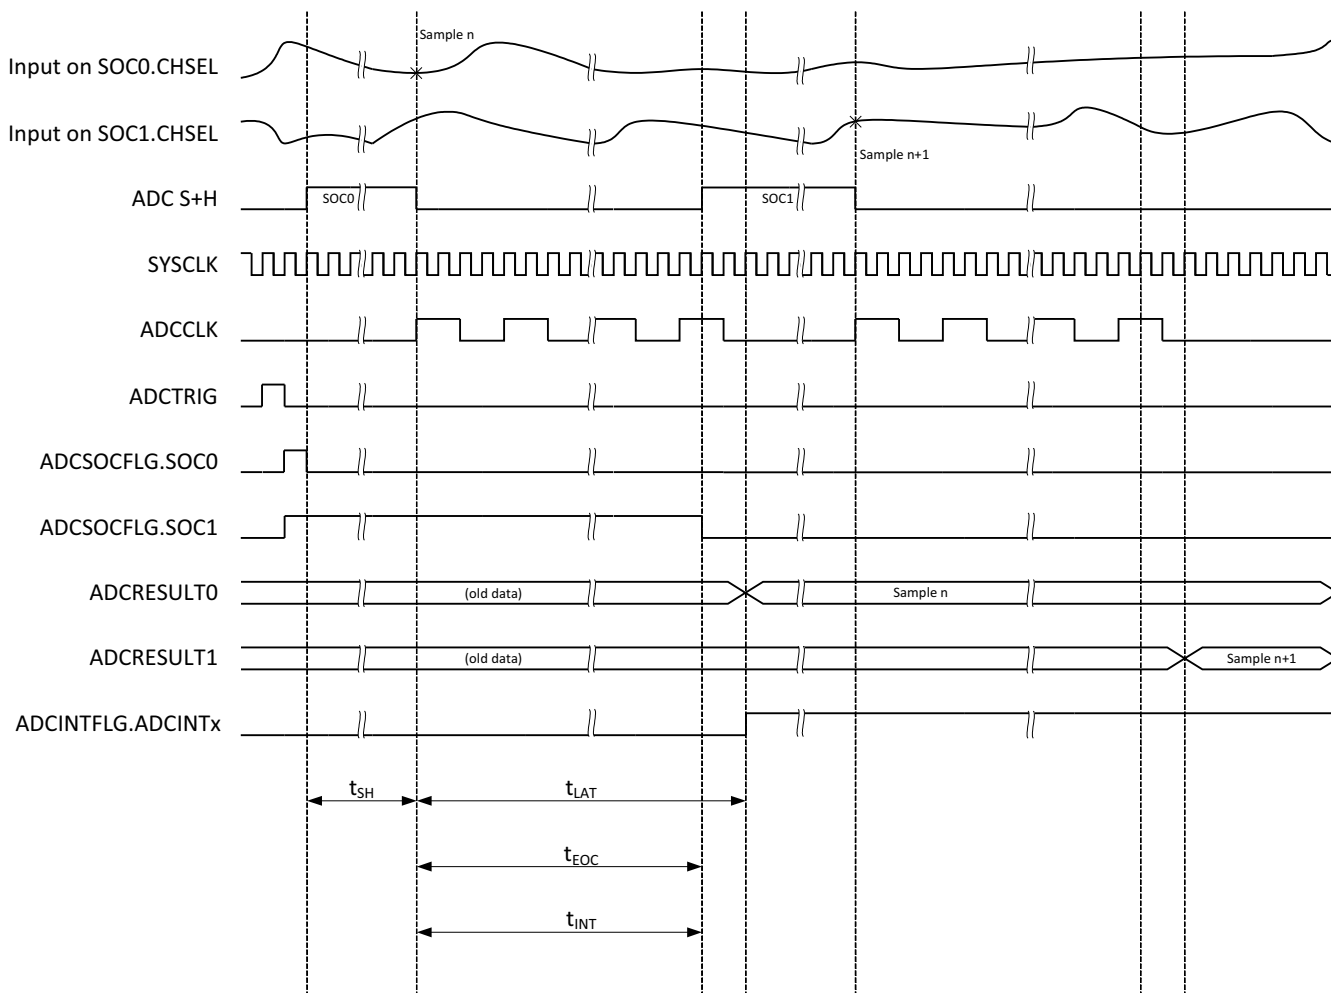 Sample n
Input on SOC0.CHSEL
Input on SOC1.CHSEL
Sample n+1
ADC S+H
SOC0
SOC1
SYSCLK
ADCCLK
ADCTRIG
ADCSOCFLG.SOC0
ADCSOCFLG.SOC1
ADCRESULT0
(old data)
Sample n
ADCRESULT1
(old data)
Sample n+1
ADCINTFLG.ADCINTx
tSH
tLAT
tEOC
tINT